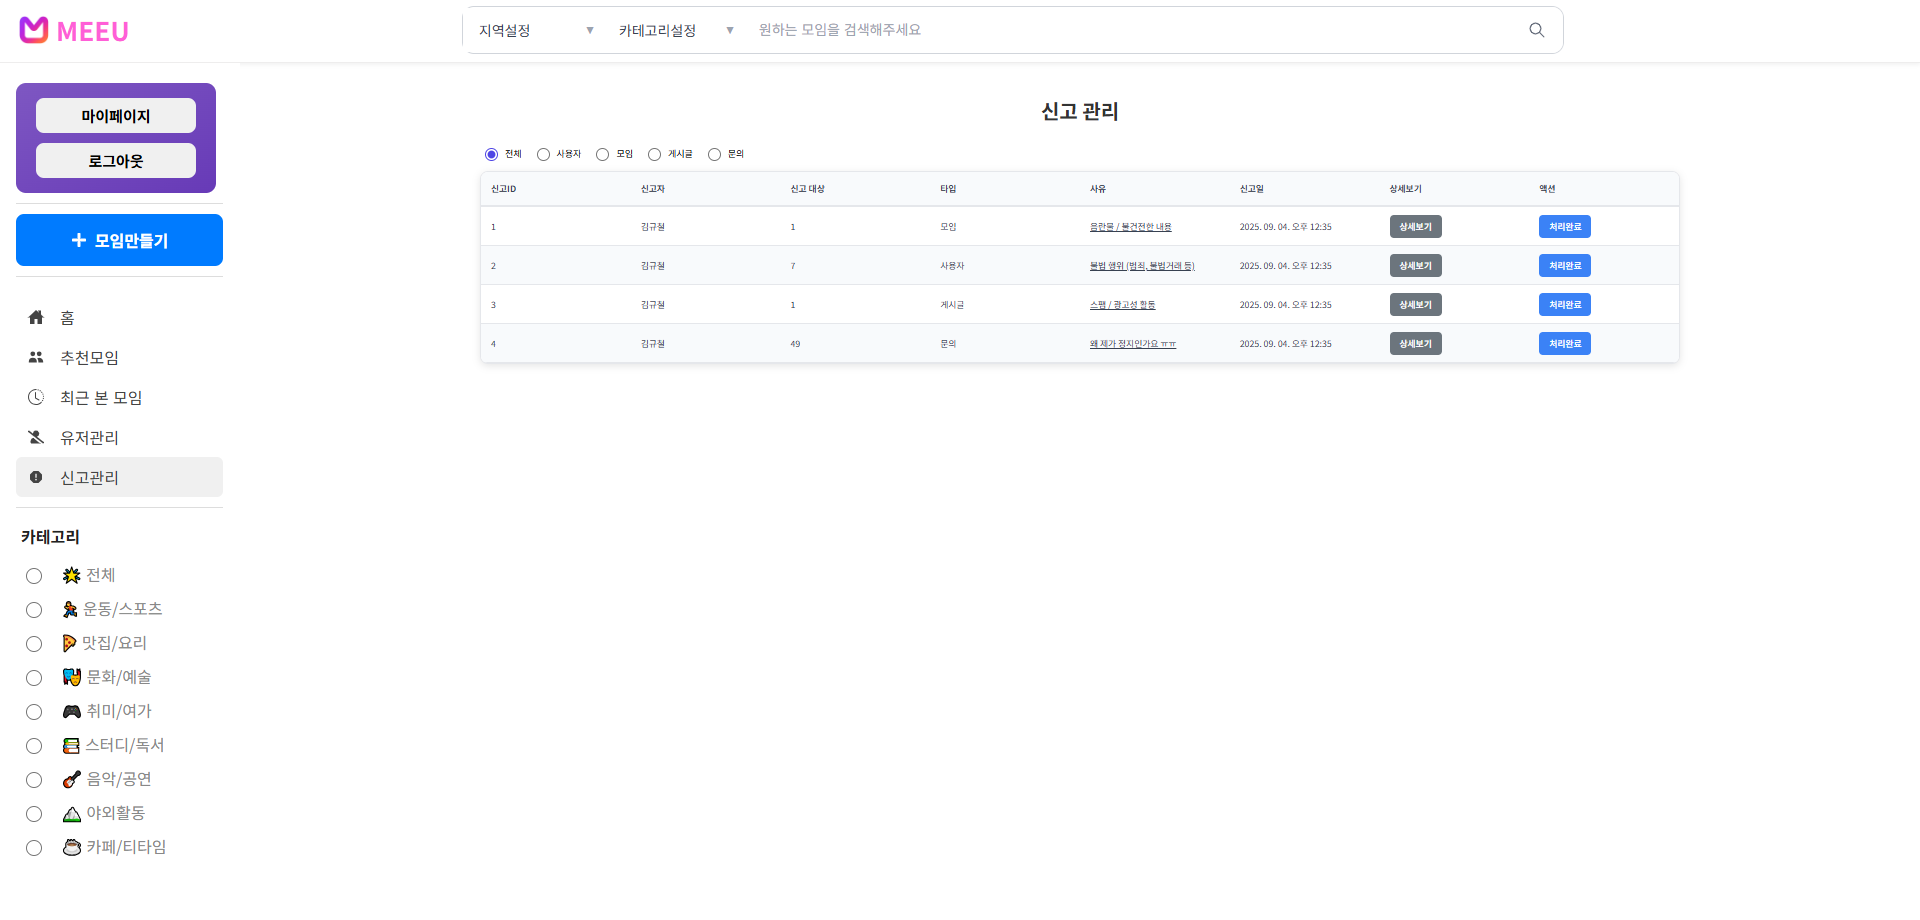 MEEU
지역설정 ▼ 카테고리설정 ▼ 원하는 모임을 검색해주세요
마이페이지
로그아웃
+ 모임만들기
홈
추천모임
최근 본 모임
유저관리
신고관리
카테고리
전체
운동/스포츠
맛집/요리
문화/예술
취미/여가
스터디/독서
음악/공연
야외활동
카페/티타임
신고 관리
전체 사용자 모임 게시글 문의
신고ID 신고자 신고 대상 타입 사유 신고일 상세보기 액션
1 김규철 1 모임 음란물 / 불건전한 내용 2025. 09. 04. 오후 12:35 상세보기 처리완료
2 김규철 7 사용자 불법 행위 (범죄, 불법거래 등) 2025. 09. 04. 오후 12:35 상세보기 처리완료
3 김규철 1 게시글 스팸 / 광고성 활동 2025. 09. 04. 오후 12:35 상세보기 처리완료
4 김규철 49 문의 왜 제가 정지인가요 ㅠㅠ 2025. 09. 04. 오후 12:35 상세보기 처리완료